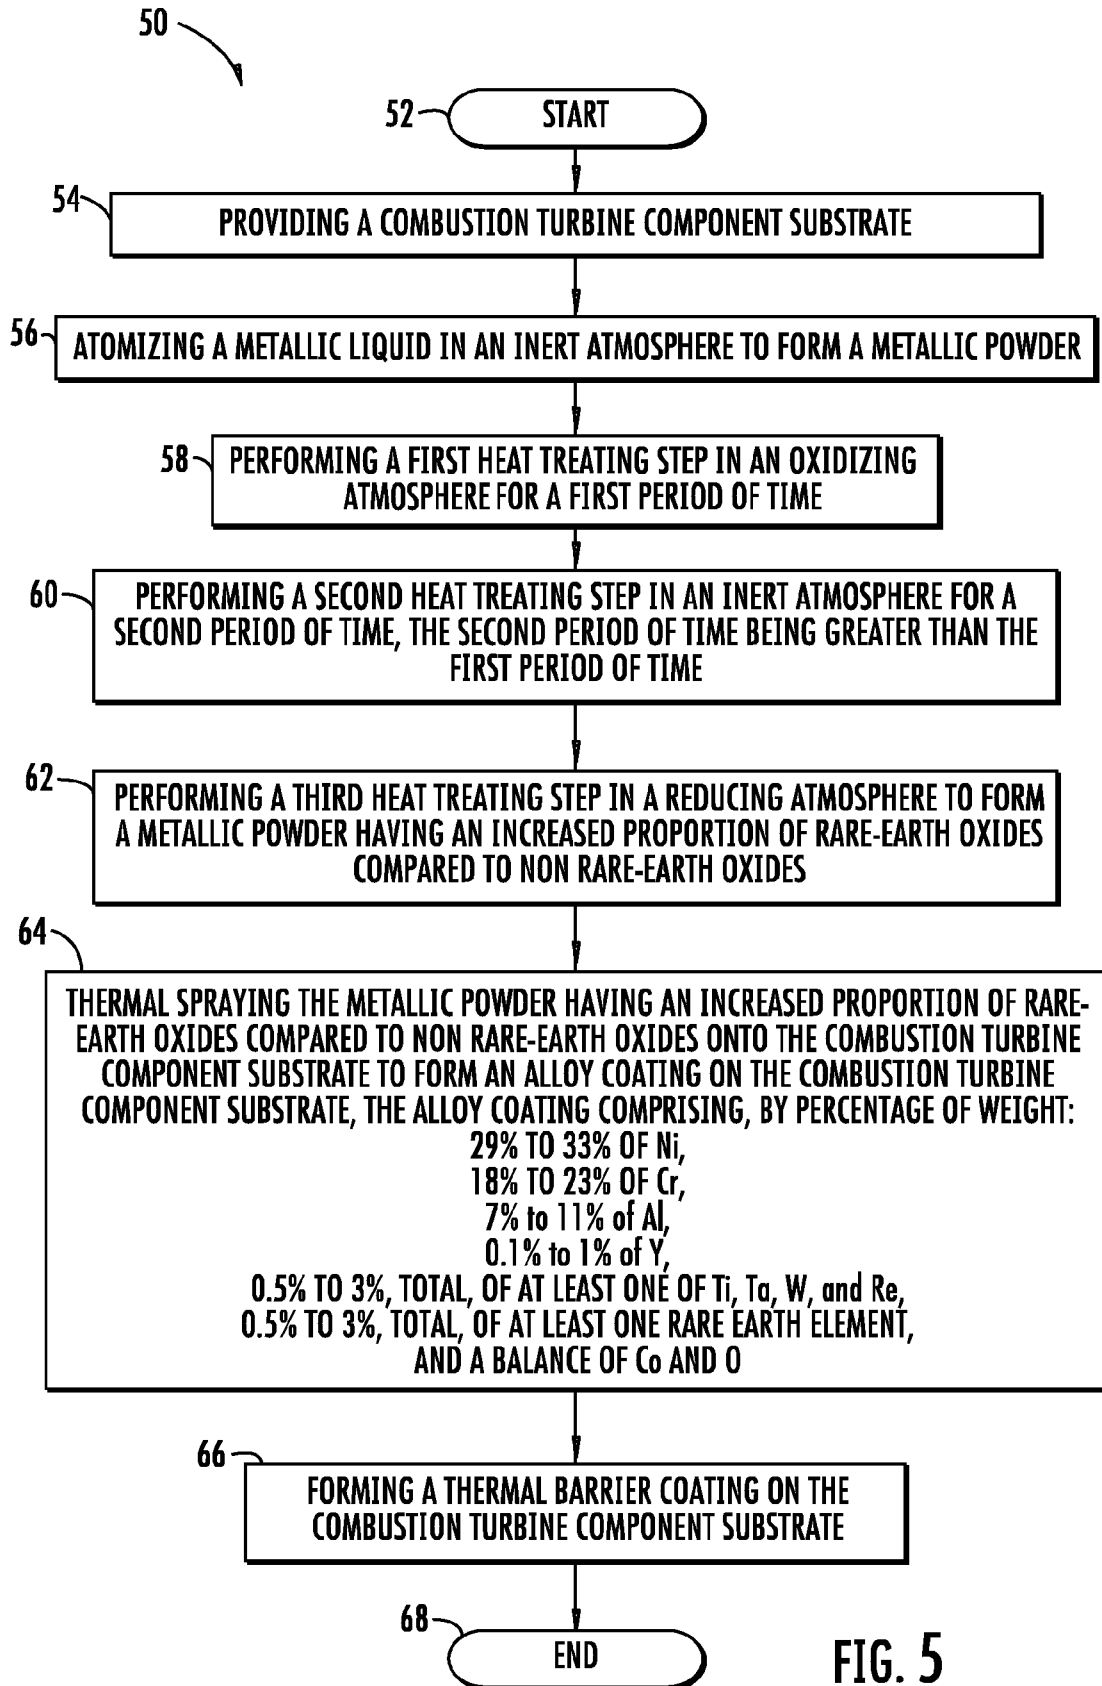 50
52
START
54
PROVIDING A COMBUSTION TURBINE COMPONENT SUBSTRATE
56
ATOMIZING A METALLIC LIQUID IN AN INERT ATMOSPHERE TO FORM A METALLIC POWDER
58
PERFORMING A FIRST HEAT TREATING STEP IN AN OXIDIZING
ATMOSPHERE FOR A FIRST PERIOD OF TIME
60
PERFORMING A SECOND HEAT TREATING STEP IN AN INERT ATMOSPHERE FOR A
SECOND PERIOD OF TIME, THE SECOND PERIOD OF TIME BEING GREATER THAN THE
FIRST PERIOD OF TIME
62
PERFORMING A THIRD HEAT TREATING STEP IN A REDUCING ATMOSPHERE TO FORM
A METALLIC POWDER HAVING AN INCREASED PROPORTION OF RARE-EARTH OXIDES
COMPARED TO NON RARE-EARTH OXIDES
64
THERMAL SPRAYING THE METALLIC POWDER HAVING AN INCREASED PROPORTION OF RARE-
EARTH OXIDES COMPARED TO NON RARE-EARTH OXIDES ONTO THE COMBUSTION TURBINE
COMPONENT SUBSTRATE TO FORM AN ALLOY COATING ON THE COMBUSTION TURBINE
COMPONENT SUBSTRATE, THE ALLOY COATING COMPRISING, BY PERCENTAGE OF WEIGHT:
29% TO 33% OF Ni,
18% TO 23% OF Cr,
7% to 11% of Al,
0.1% to 1% of Y,
0.5% TO 3%, TOTAL, OF AT LEAST ONE OF Ti, Ta, W, and Re,
0.5% TO 3%, TOTAL, OF AT LEAST ONE RARE EARTH ELEMENT,
AND A BALANCE OF Co AND O
66
FORMING A THERMAL BARRIER COATING ON THE
COMBUSTION TURBINE COMPONENT SUBSTRATE
68
END
FIG. 5